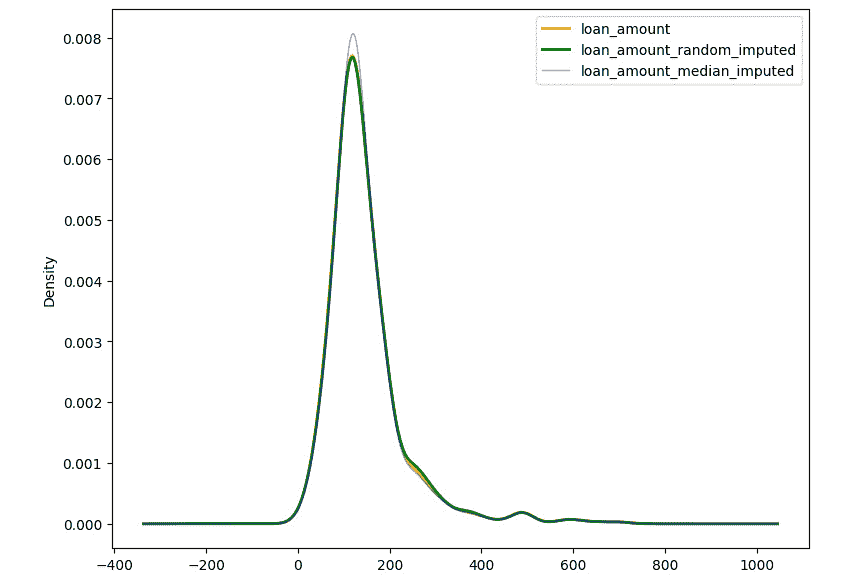 loan_amount
loan_amount_random_imputed
loan_amount_median_imputed
0.008
0.007
0.006
0.005
0.004
0.003
0.002
0.001
0.000
Density
−400 −200 0 200 400 600 800 1000